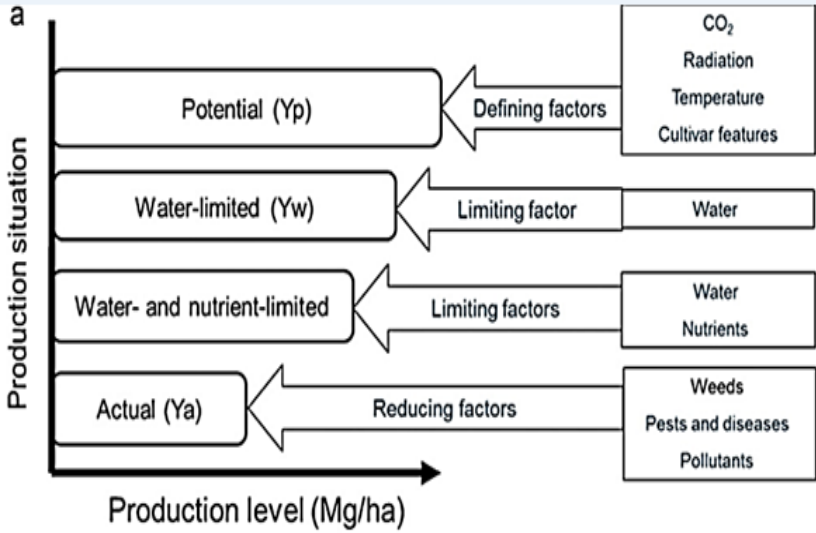 a
Production situation
Potential (Yp)
Defining factors
CO₂
Radiation
Temperature
Cultivar features
Water-limited (Yw)
Limiting factor
Water
Water- and nutrient-limited
Limiting factors
Water
Nutrients
Actual (Ya)
Reducing factors
Weeds
Pests and diseases
Pollutants
Production level (Mg/ha)